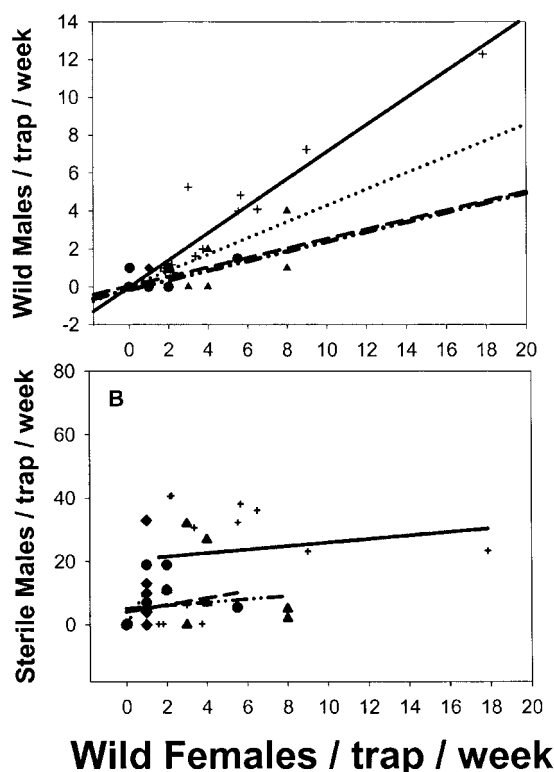 Wild Males / trap / week
14
12
10
8
6
4
2
0
-2
0 2 4 6 8 10 12 14 16 18 20
Sterile Males / trap / week
B
80
60
40
20
0
0 2 4 6 8 10 12 14 16 18 20
Wild Females / trap / week